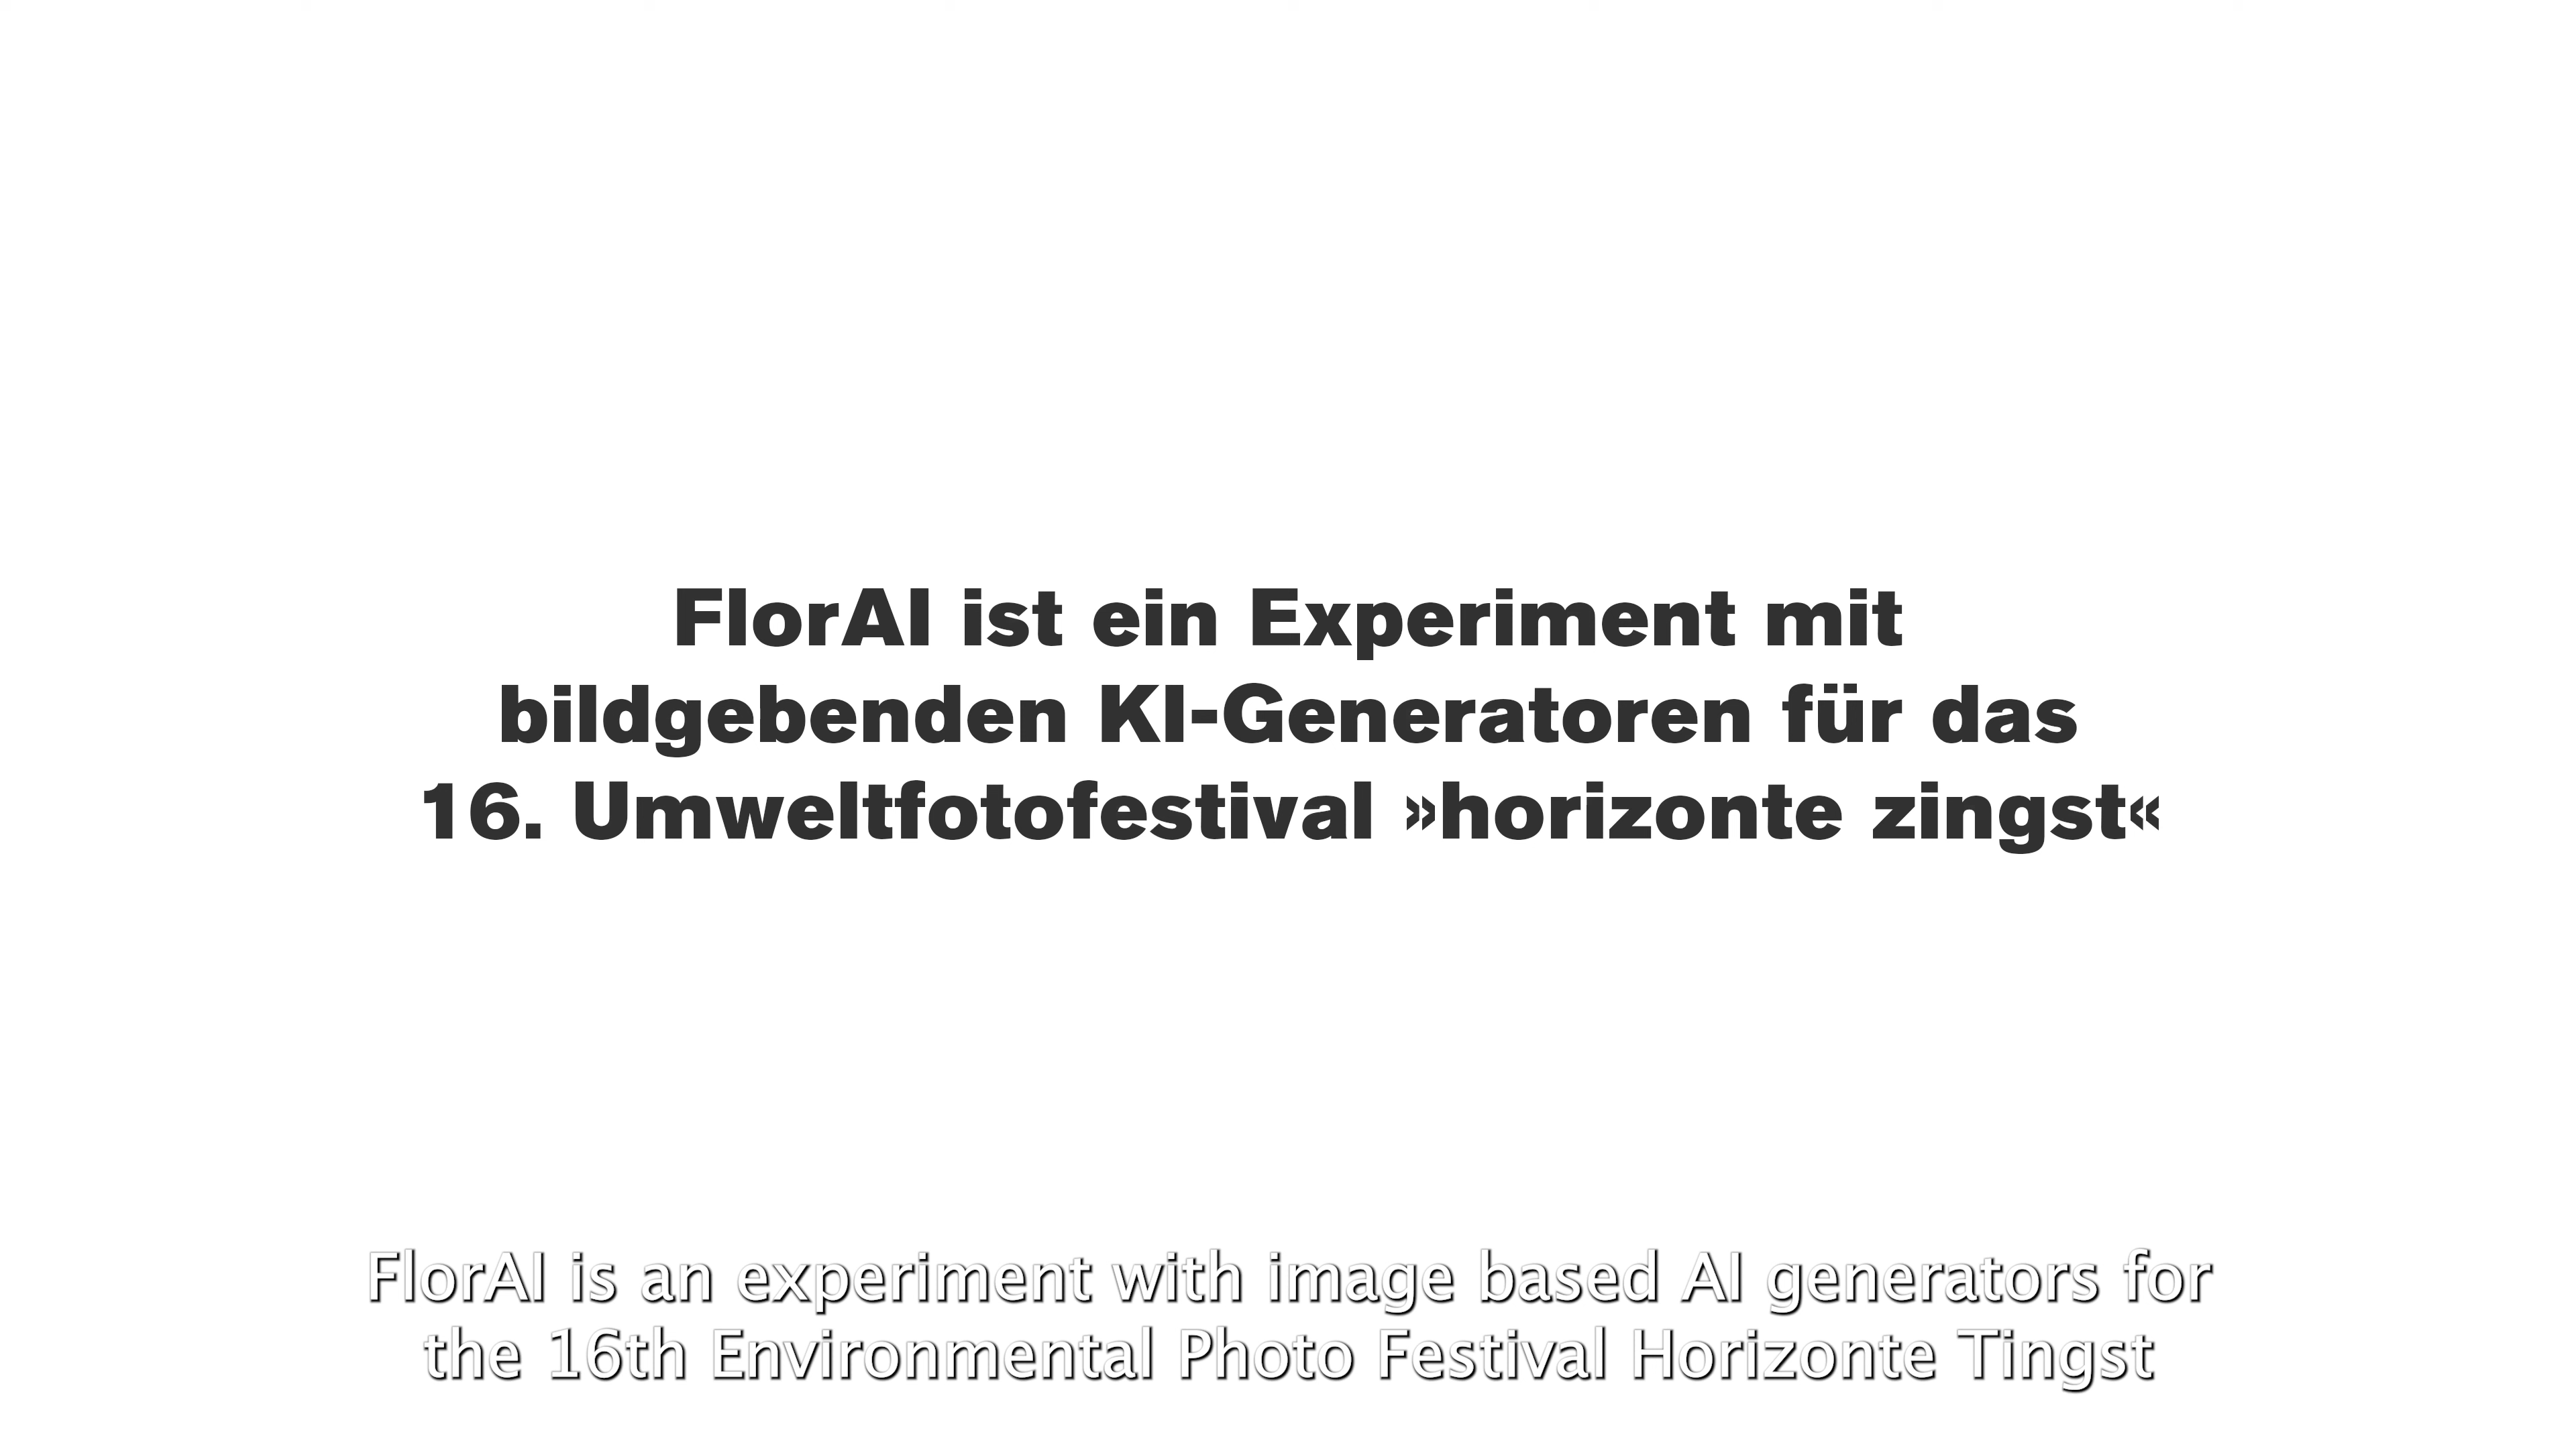 FlorAI ist ein Experiment mit
bildgebenden KI-Generatoren für das
16. Umweltfotofestival »horizonte zingst«
FlorAI is an experiment with image based AI generators for
the 16th Environmental Photo Festival Horizonte Tingst